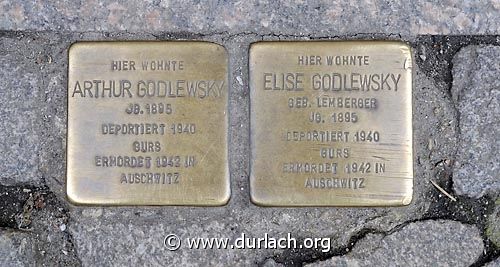 HIER WOHNTE
ARTHUR GODLEWSKY
JG.1895
DEPORTIERT 1940
GURS
ERMORDET 1942 IN
AUSCHWITZ
HIER WOHNTE
ELISE GODLEWSKY
GEB. LEMBERGER
JG. 1895
DEPORTIERT 1940
GURS
ERMORDET 1942 IN
AUSCHWITZ
© www.durlach.org